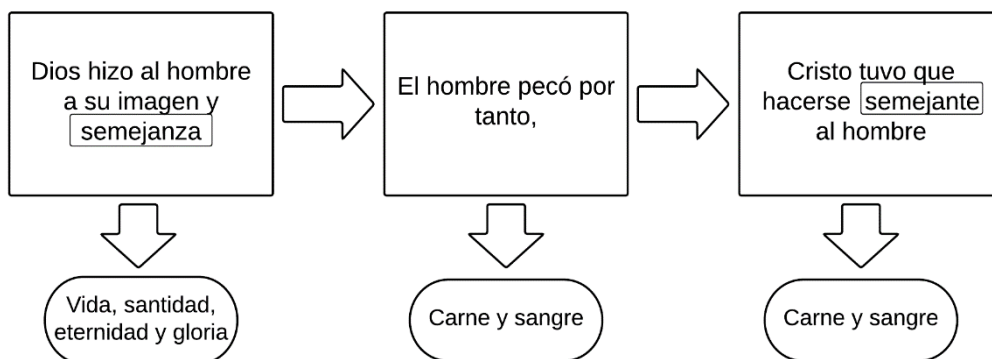 Dios hizo al hombre
a su imagen y
semejanza
El hombre pecó por
tanto,
Cristo tuvo que
hacerse semejante
al hombre
Vida, santidad,
eternidad y gloria
Carne y sangre
Carne y sangre